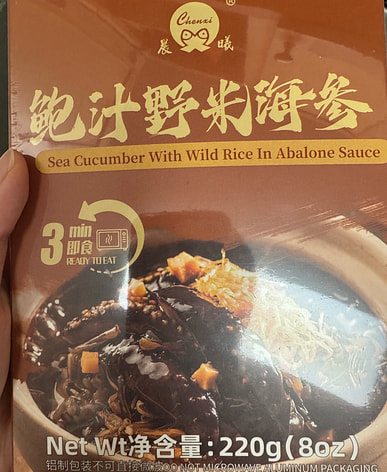 Chenxi
®
晨 曦
鲍汁野米海参
Sea Cucumber With Wild Rice In Abalone Sauce
3 min
即食
READY TO EAT
Net Wt净含量:220g(8oz)
铝制包装不可直接微波DO NOT MICROWAVE ALUMINUM PACKAGING